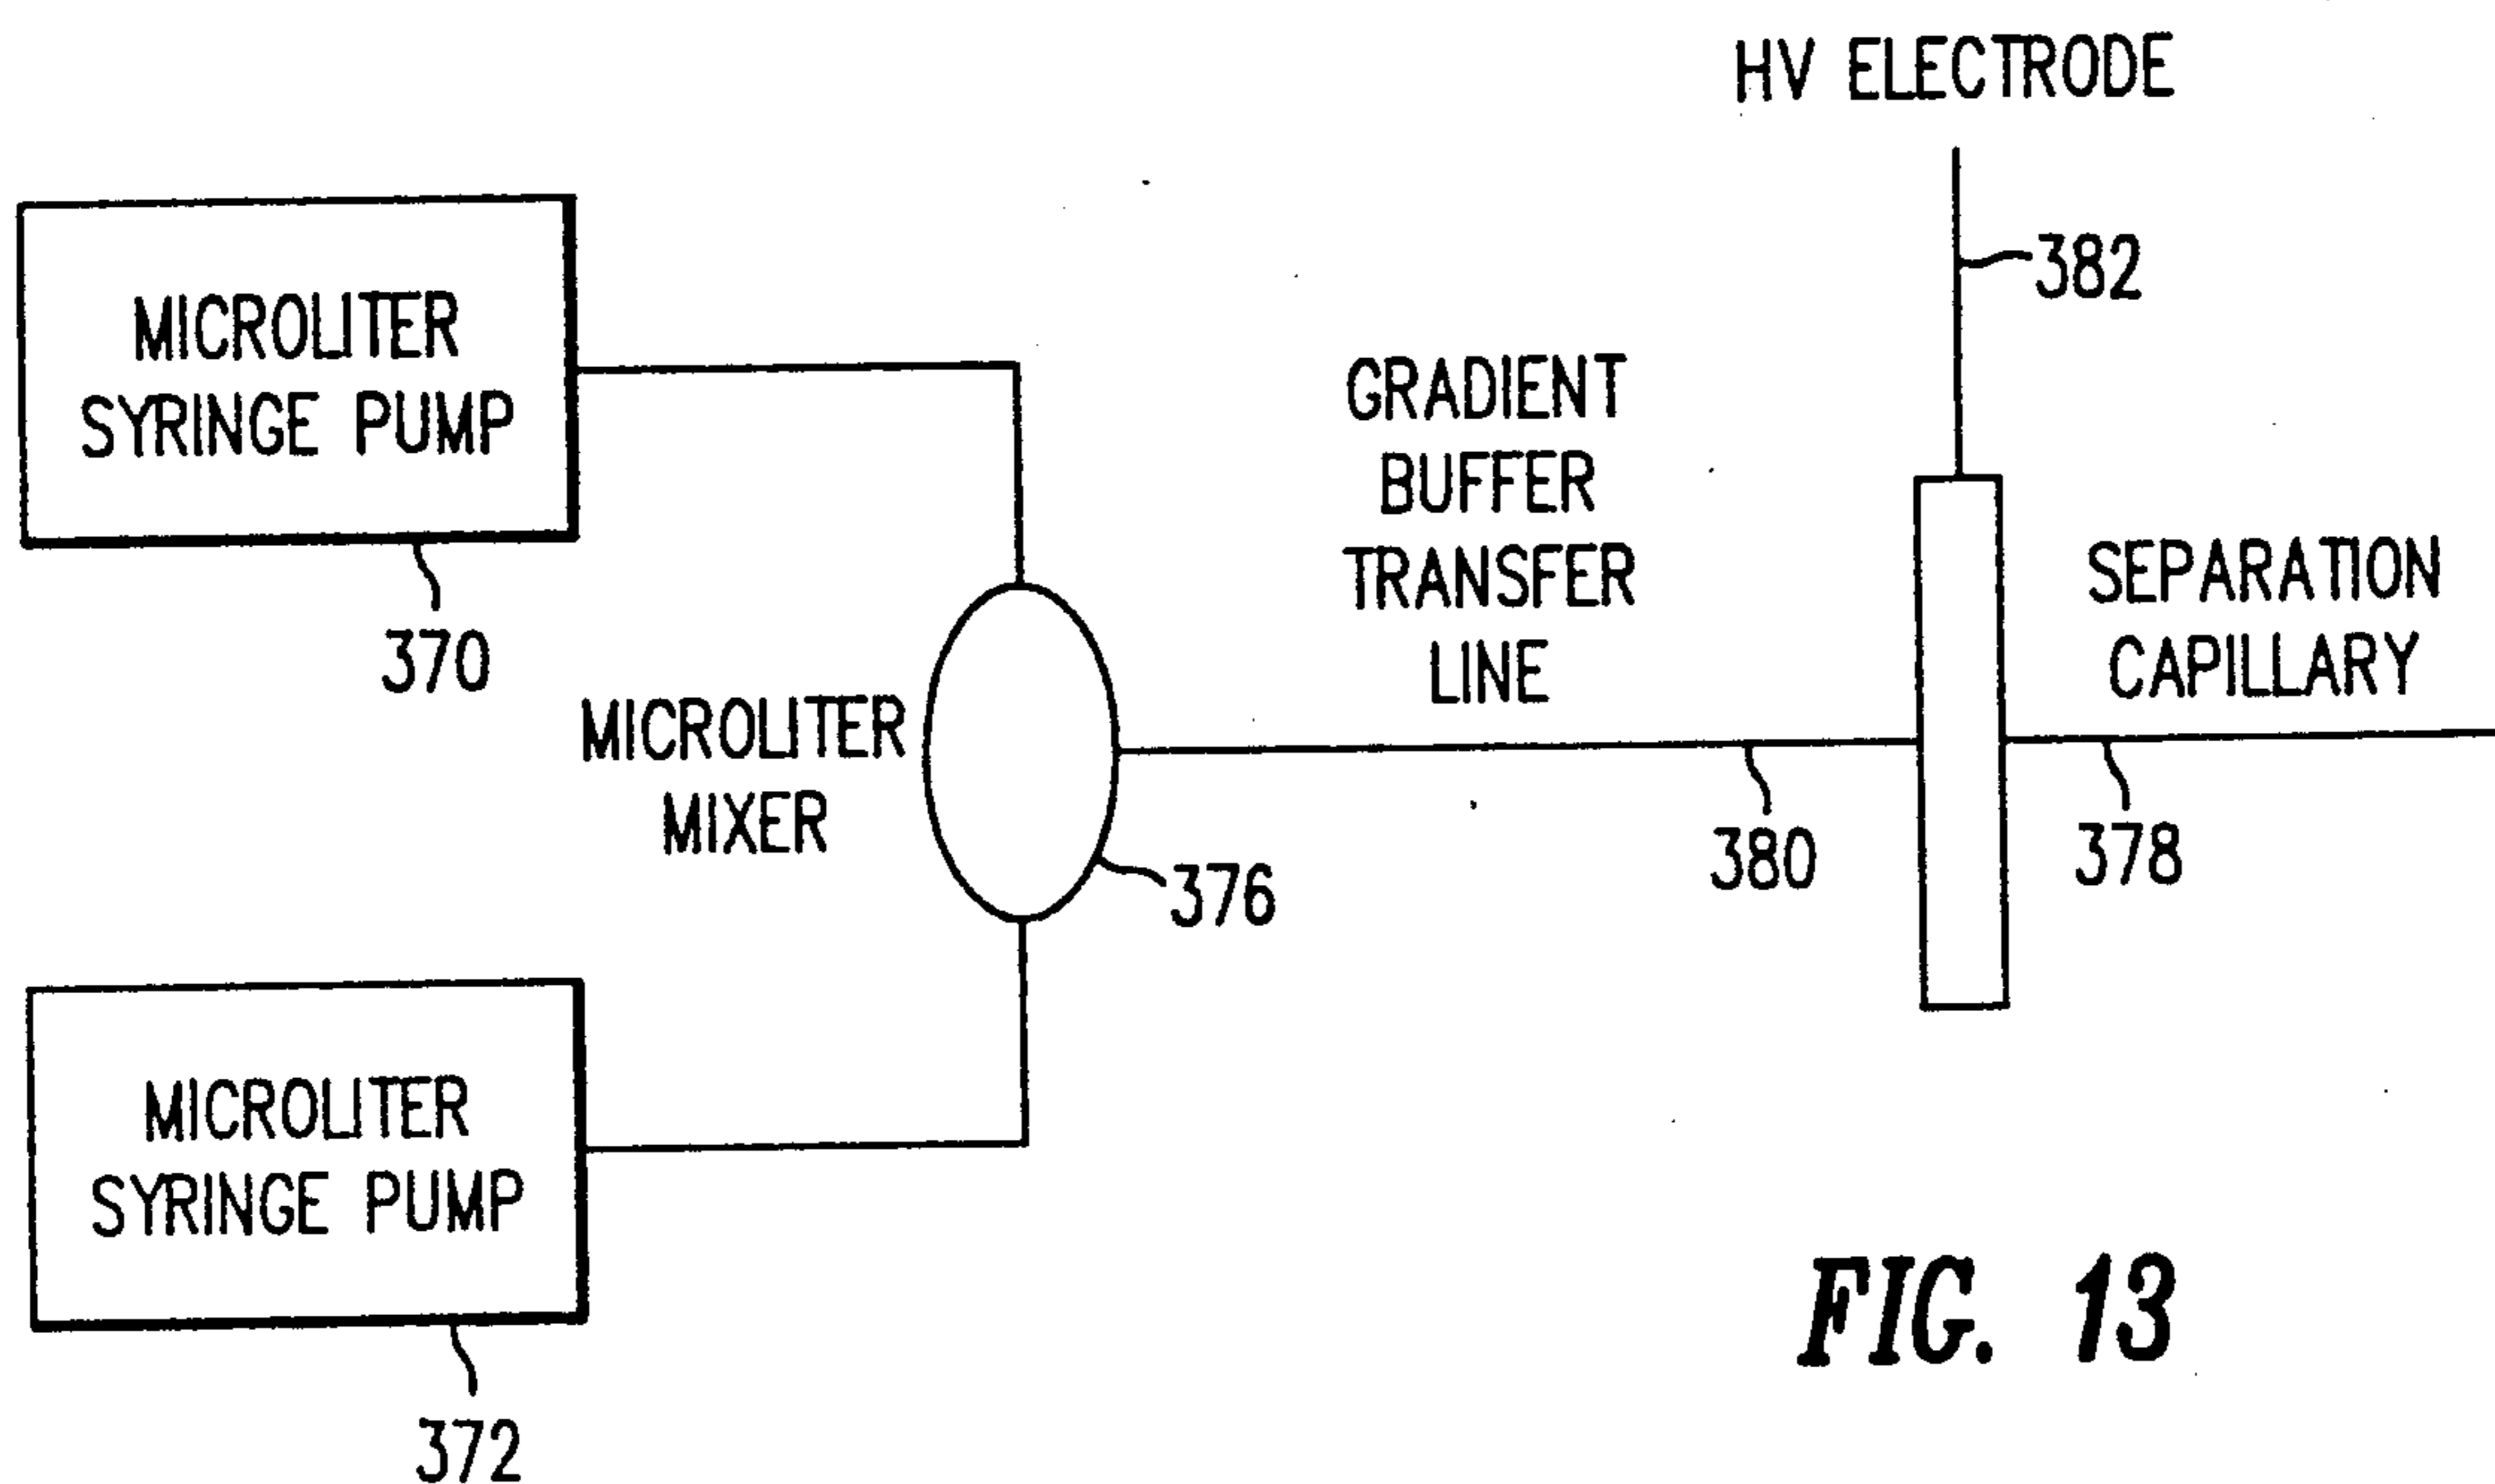 HV ELECTRODE
382
MICROLITER
SYRINGE PUMP
370
GRADIENT
BUFFER
TRANSFER
LINE
SEPARATION
CAPILLARY
MICROLITER
MIXER
376
380
378
MICROLITER
SYRINGE PUMP
372
FIG. 13